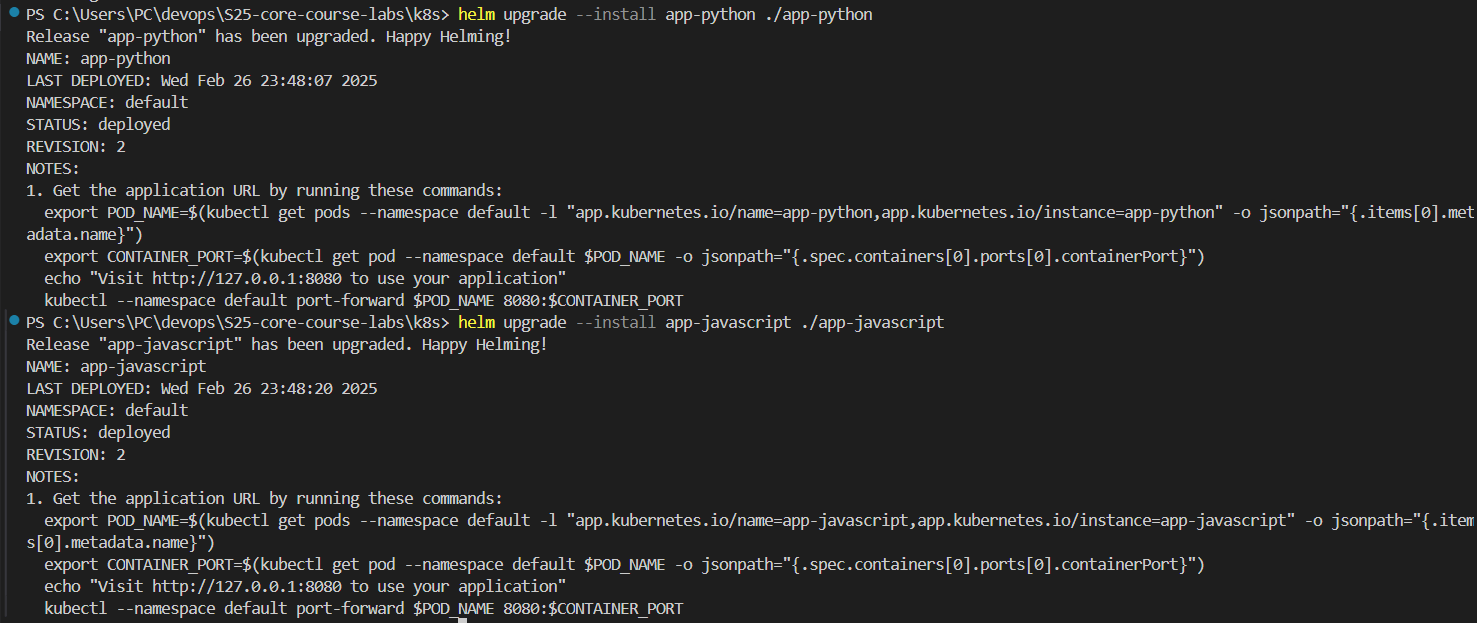 PS C:\Users\PC\devops\S25-core-course-labs\k8s> helm upgrade --install app-python ./app-python
Release "app-python" has been upgraded. Happy Helming!
NAME: app-python
LAST DEPLOYED: Wed Feb 26 23:48:07 2025
NAMESPACE: default
STATUS: deployed
REVISION: 2
NOTES:
1. Get the application URL by running these commands:
  export POD_NAME=$(kubectl get pods --namespace default -l "app.kubernetes.io/name=app-python,app.kubernetes.io/instance=app-python" -o jsonpath="{.items[0].met
adata.name}")
  export CONTAINER_PORT=$(kubectl get pod --namespace default $POD_NAME -o jsonpath="{.spec.containers[0].ports[0].containerPort}")
  echo "Visit http://127.0.0.1:8080 to use your application"
  kubectl --namespace default port-forward $POD_NAME 8080:$CONTAINER_PORT
PS C:\Users\PC\devops\S25-core-course-labs\k8s> helm upgrade --install app-javascript ./app-javascript
Release "app-javascript" has been upgraded. Happy Helming!
NAME: app-javascript
LAST DEPLOYED: Wed Feb 26 23:48:20 2025
NAMESPACE: default
STATUS: deployed
REVISION: 2
NOTES:
1. Get the application URL by running these commands:
  export POD_NAME=$(kubectl get pods --namespace default -l "app.kubernetes.io/name=app-javascript,app.kubernetes.io/instance=app-javascript" -o jsonpath="{.item
s[0].metadata.name}")
  export CONTAINER_PORT=$(kubectl get pod --namespace default $POD_NAME -o jsonpath="{.spec.containers[0].ports[0].containerPort}")
  echo "Visit http://127.0.0.1:8080 to use your application"
  kubectl --namespace default port-forward $POD_NAME 8080:$CONTAINER_PORT